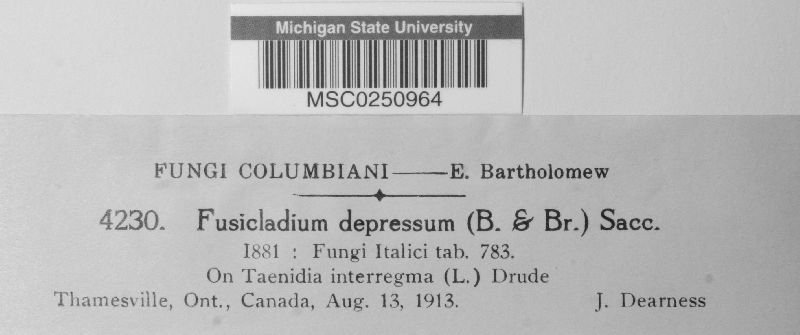 Michigan State University
MSC0250964
FUNGI COLUMBIANI——E. Bartholomew
4230. Fusicladium depressum (B. & Br.) Sacc.
1881 : Fungi Italici tab. 783.
On Taenidia interregma (L.) Drude
Thamesville, Ont., Canada, Aug. 13, 1913. J. Dearness